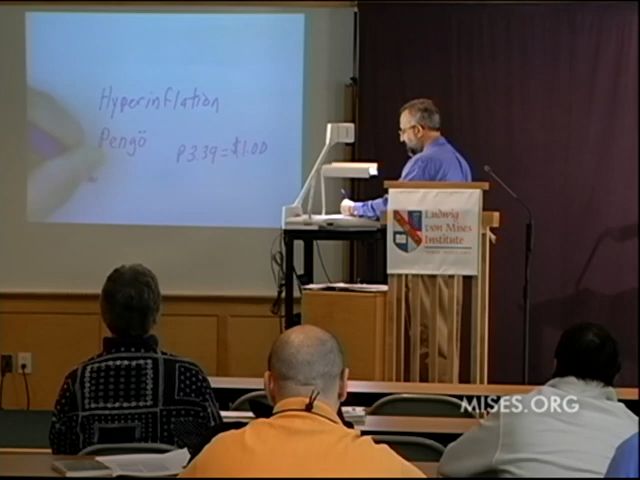 Hyperinflation
Pengö
P3.39=$1.00
Ludwig
von Mises
Institute
MISES.ORG